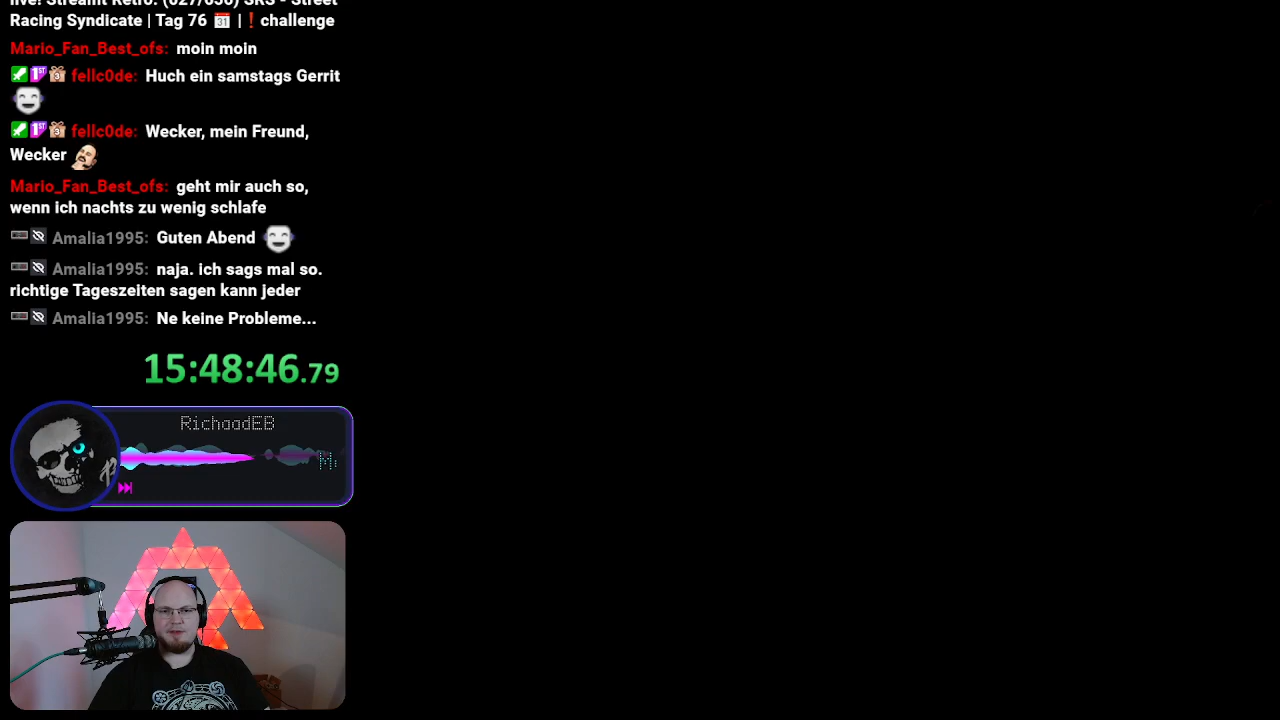 live! Streamt Retro: (627/656) SRS - Street
Racing Syndicate | Tag 76 📅 |❗challenge
Mario_Fan_Best_ofs: moin moin
fellc0de: Huch ein samstags Gerrit
fellc0de: Wecker, mein Freund,
Wecker
Mario_Fan_Best_ofs: geht mir auch so,
wenn ich nachts zu wenig schlafe
Amalia1995: Guten Abend
Amalia1995: naja. ich sags mal so.
richtige Tageszeiten sagen kann jeder
Amalia1995: Ne keine Probleme...
15:48:46.79
RichaadEB